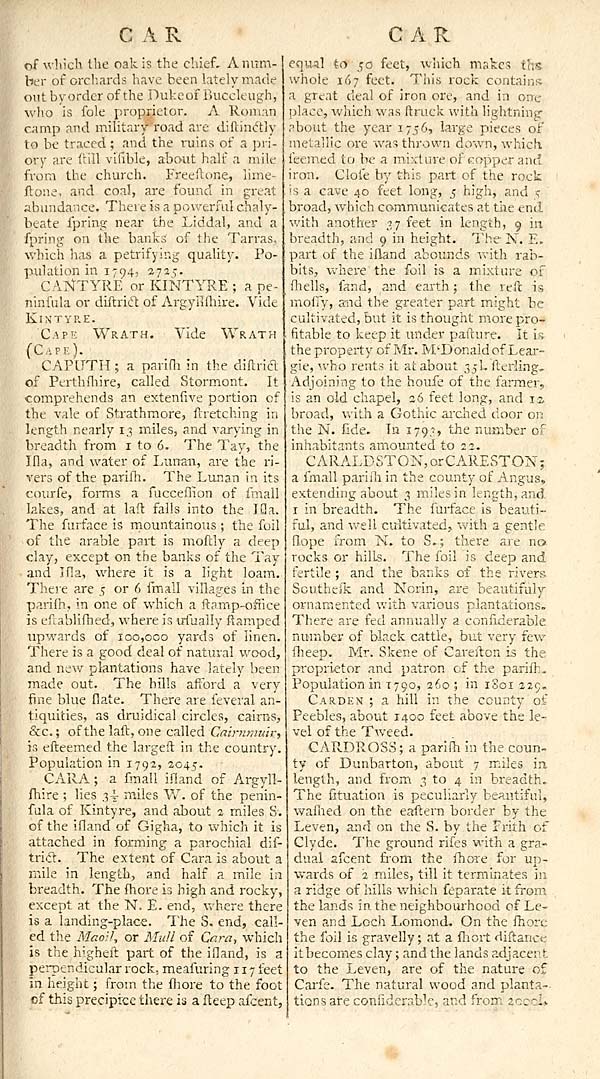 CAR
of which the oak is the chief. A num-
ber of orchards have been lately made
out by order of the Duke of Buccleugh,
who is ſole proprietor. A Roman
camp and military road are diſtinctly
to be traced; and the ruins of a pri-
ory are ſtill viſible, about half a mile
from the church. Freeſtone, lime-
ſtone, and coal, are found in great
abundance. There is a powerful chaly-
beate ſpring near the Liddal, and a
ſpring on the banks of the Tarras,
which has a petrifying quality. Po-
pulation in 1794, 2725.
CANTYRE or KINTYRE; a pe-
ninſula or diſtrict of Argyllſhire. Vide
KINTYRE.
CAPE WRATH. Vide WRATH
(CAPE).
CAPUTH; a pariſh in the diſtrict
of Perthſhire, called Stormont. It
comprehends an extenſive portion of
the vale of Strathmore, ſtretching in
length nearly 13 miles, and varying in
breadth from 1 to 6. The Tay, the
Iſla, and water of Lunan, are the ri-
vers of the pariſh. The Lunan in its
courſe, forms a ſucceſſion of ſmall
lakes, and at laſt falls into the Iſla.
The ſurface is mountainous; the ſoil
of the arable part is moſtly a deep
clay, except on the banks of the Tay
and Iſla, where it is a light loam.
There are 5 or 6 ſmall villages in the
pariſh, in one of which a ſtamp-office
is eſtabliſhed, where is uſually ſtamped
upwards of 100,000 yards of linen.
There is a good deal of natural wood,
and new plantations have lately been
made out. The hills afford a very
fine blue ſlate. There are ſeveral an-
tiquities, as druidical circles, cairns,
&c.; of the laſt, one called Cairnmuir,
is eſteemed the largeſt in the country.
Population in 1792, 2045.
CARA; a ſmall iſland of Argyll-
ſhire; lies 3½ miles W. of the penin-
ſula of Kintyre, and about 2 miles S.
of the iſland of Gigha, to which it is
attached in forming a parochial diſ-
trict. The extent of Cara is about a
mile in length, and half a mile in
breadth. The ſhore is high and rocky,
except at the N. E. end, where there
is a landing-place. The S. end, call-
ed the Maoil, or Mull of Cara, which
is the higheſt part of the iſland, is a
perpendicular rock, meaſuring 117 feet
in height; from the ſhore to the foot
of this precipice there is a ſteep aſcent,
CAR
equal to 50 feet, which makes the
whole 167 feet. This rock contains
a great deal of iron ore, and in one
place, which was ſtruck with lightning
about the year 1756, large pieces of
metallic ore was thrown down, which
ſeemed to be a mixture of copper and
iron. Cloſe by this part of the rock
is a cave 40 feet long, 5 high, and 5
broad, which communicates at the end
with another 37 feet in length, 9 in
breadth, and 9 in height. The N. E.
part of the iſland abounds with rab-
bits, where the ſoil is a mixture of
ſhells, ſand, and earth; the reſt is
moſſy, and the greater part might be
cultivated, but it is thought more pro-
fitable to keep it under paſture. It is
the property of Mr. M‘Donald of Lear-
gie, who rents it at about 35l. ſterling.
Adjoining to the houſe of the farmer,
is an old chapel, 26 feet long, and 12
broad, with a Gothic arched door on
the N. ſide. In 1793, the number of
inhabitants amounted to 22.
CARALDSTON, or CARESTON;
a ſmall pariſh in the county of Angus,
extending about 3 miles in length, and
1 in breadth. The ſurface is beauti-
ful, and well cultivated, with a gentle
ſlope from N. to S.; there are no
rocks or hills. The ſoil is deep and
fertile; and the banks of the rivers
Southeſk and Norin, are beautifuly
ornamented with various plantations.
There are fed annually a conſiderable
number of black cattle, but very few
ſheep. Mr. Skene of Careſton is the
proprietor and patron of the pariſh.
Population in 1790, 260; in 1801 229.
CARDEN; a hill in the county of
Peebles, about 1400 feet above the le-
vel of the Tweed.
CARDROSS; a pariſh in the coun-
ty of Dunbarton, about 7 miles in
length, and from 3 to 4 in breadth.
The ſituation is peculiarly beautiful,
waſhed on the eaſtern border by the
Leven, and on the S. by the Frith of
Clyde. The ground riſes with a gra-
dual aſcent from the ſhore for up-
wards of 2 miles, till it terminates in
a ridge of hills which ſeparate it from
the lands in the neighbourhood of Le-
ven and Loch Lomond. On the ſhore
the ſoil is gravelly; at a ſhort diſtance
it becomes clay; and the lands adjacent
to the Leven, are of the nature of
Carſe. The natural wood and planta-
tions are conſiderable, and from 2000l.